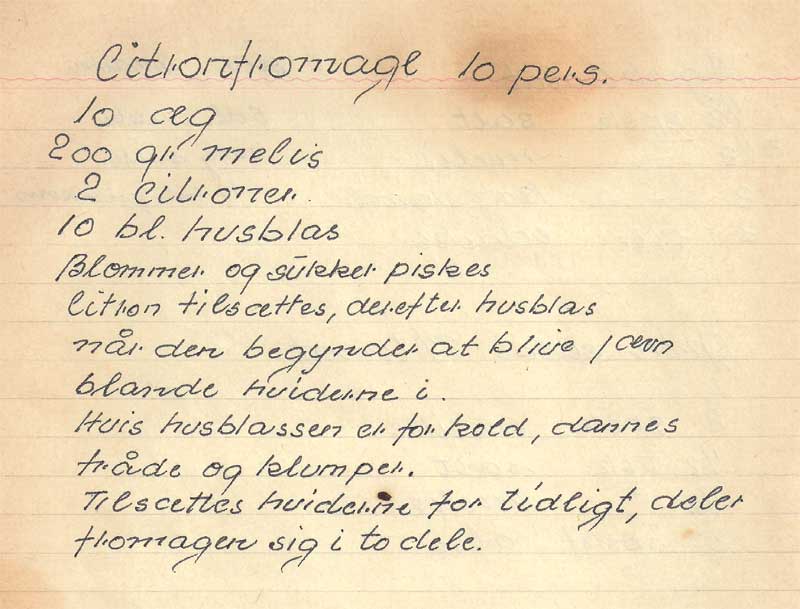 Citronfromage 10 pers.
10 æg
200 gr. melis
2 citroner.
10 bl. husblas
Blommer og sukker piskes
Citron tilsættes, derefter husblas
når den begynder at blive jævn
blande hviderne i.
Hvis husblassen er for kold, dannes
tråde og klumper.
Tilsættes hviderne for tidligt, deler
fromagen sig i to dele.